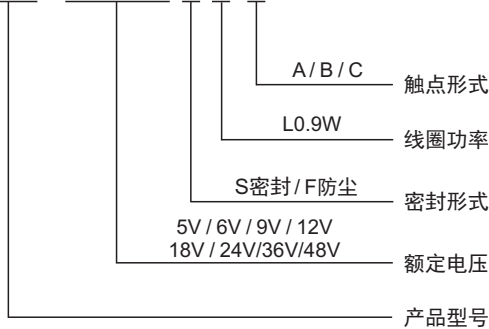 A / B / C
触点形式
L0.9W
线圈功率
S密封 / F防尘
密封形式
5V / 6V / 9V / 12V
18V / 24V/36V/48V
额定电压
产品型号